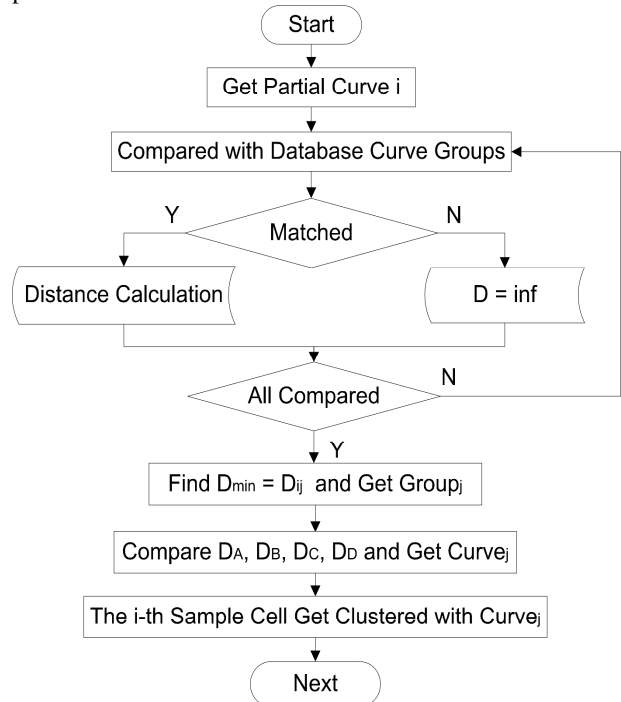 Start
Get Partial Curve i
Compared with Database Curve Groups
Y
N
Matched
Distance Calculation
D = inf
All Compared
N
Y
Find Dmin = Dij and Get Groupj
Compare DA, DB, DC, DD and Get Curvej
The i-th Sample Cell Get Clustered with Curvej
Next